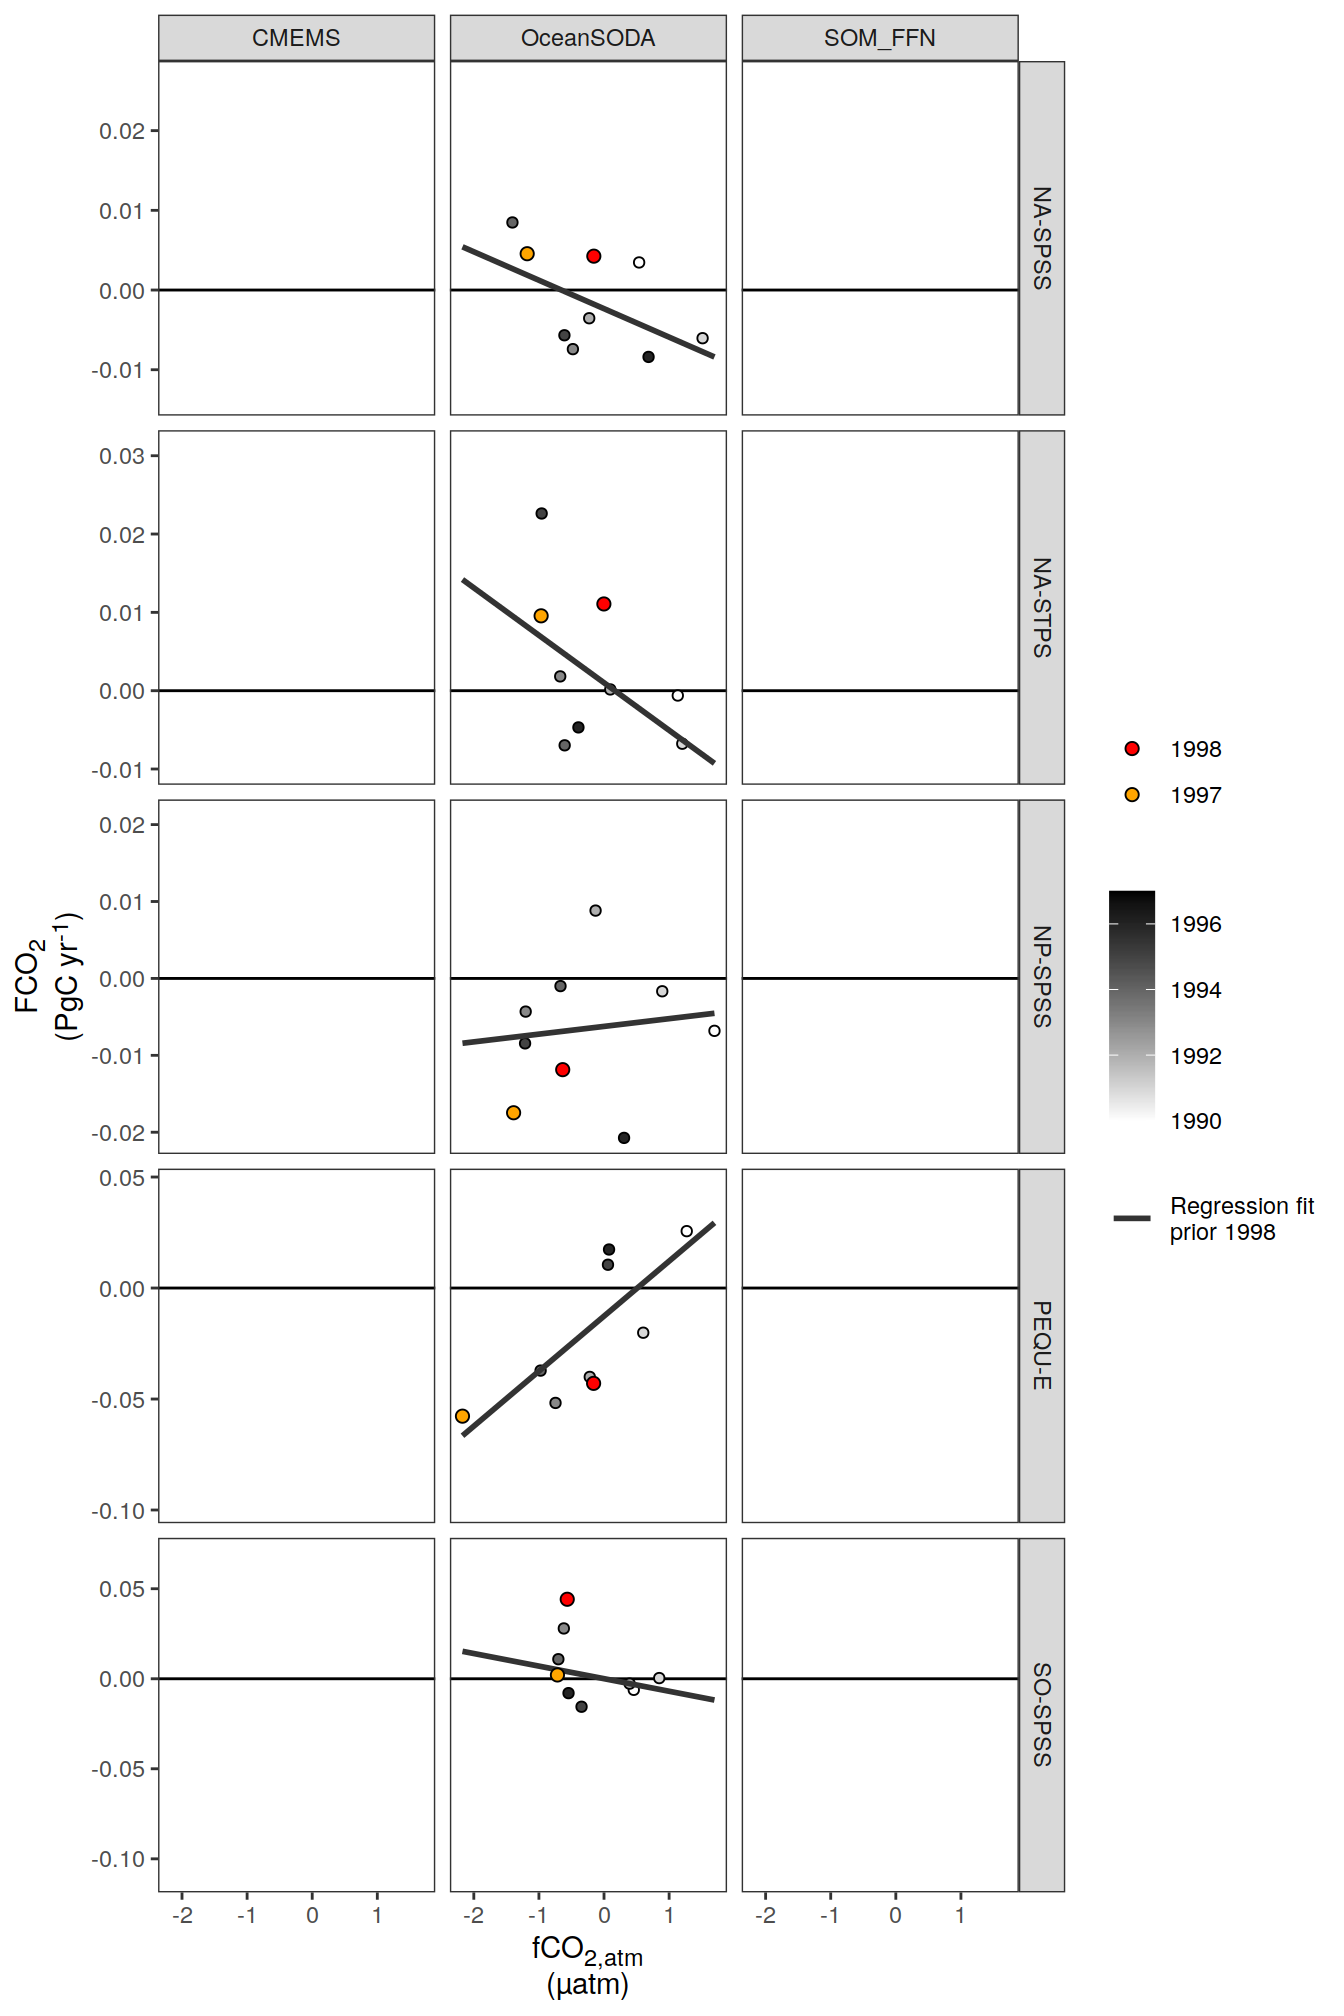 CMEMS OceanSODA SOM_FFN
0.02
0.01
0.00
-0.01
NA-SPSS
0.03
0.02
0.01
0.00
-0.01
NA-STPS
0.02
0.01
0.00
-0.01
-0.02
NP-SPSS
0.05
0.00
-0.05
-0.10
PEQU-E
0.05
0.00
-0.05
-0.10
SO-SPSS
-2 -1 0 1 -2 -1 0 1 -2 -1 0 1
fCO2,atm
(µatm)
FCO2
(PgC yr-1)
1998
1997
1996
1994
1992
1990
Regression fit
prior 1998